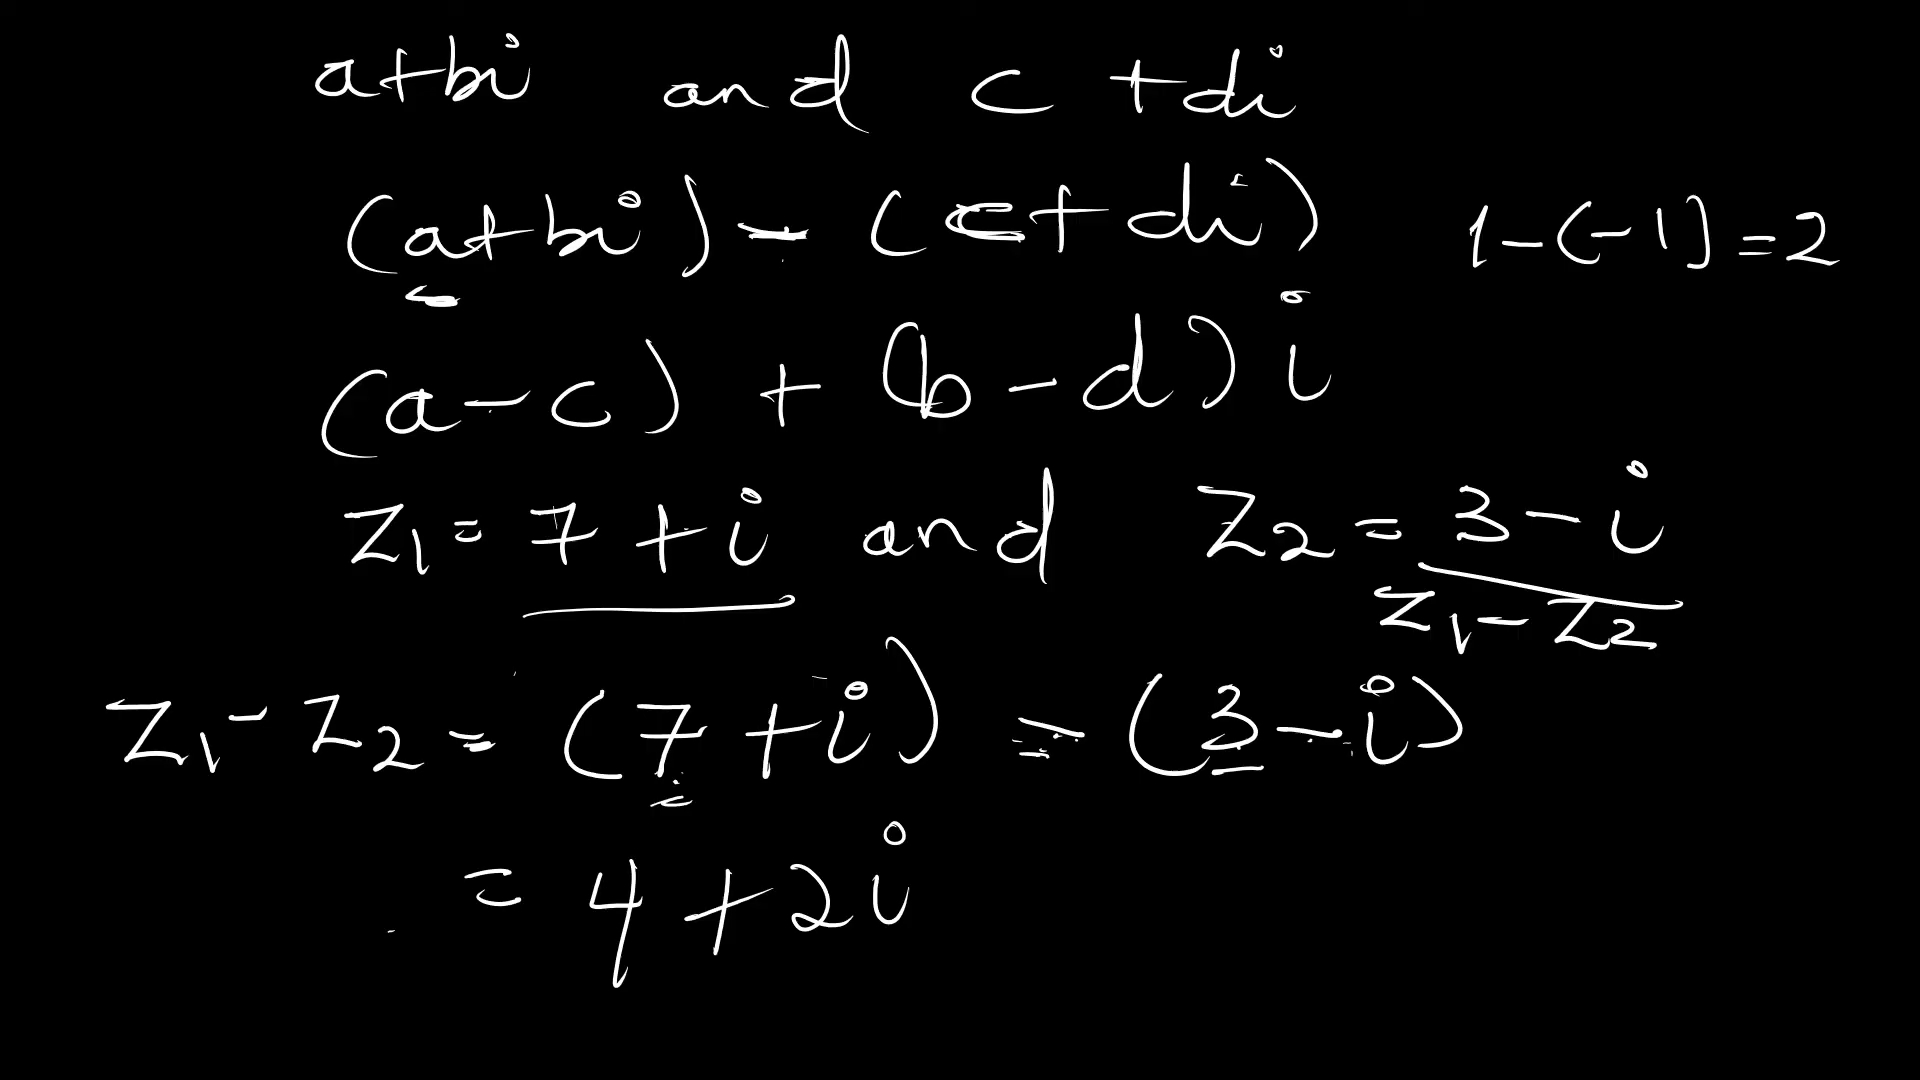 a+bi and c+di
(a+bi) - (c+di) 1-(-1)=2
(a-c) + (b-d)i
Z1 = 7+i and Z2 = 3-i
Z1-Z2
Z1-Z2 = (7+i) - (3-i)
= 4+2i